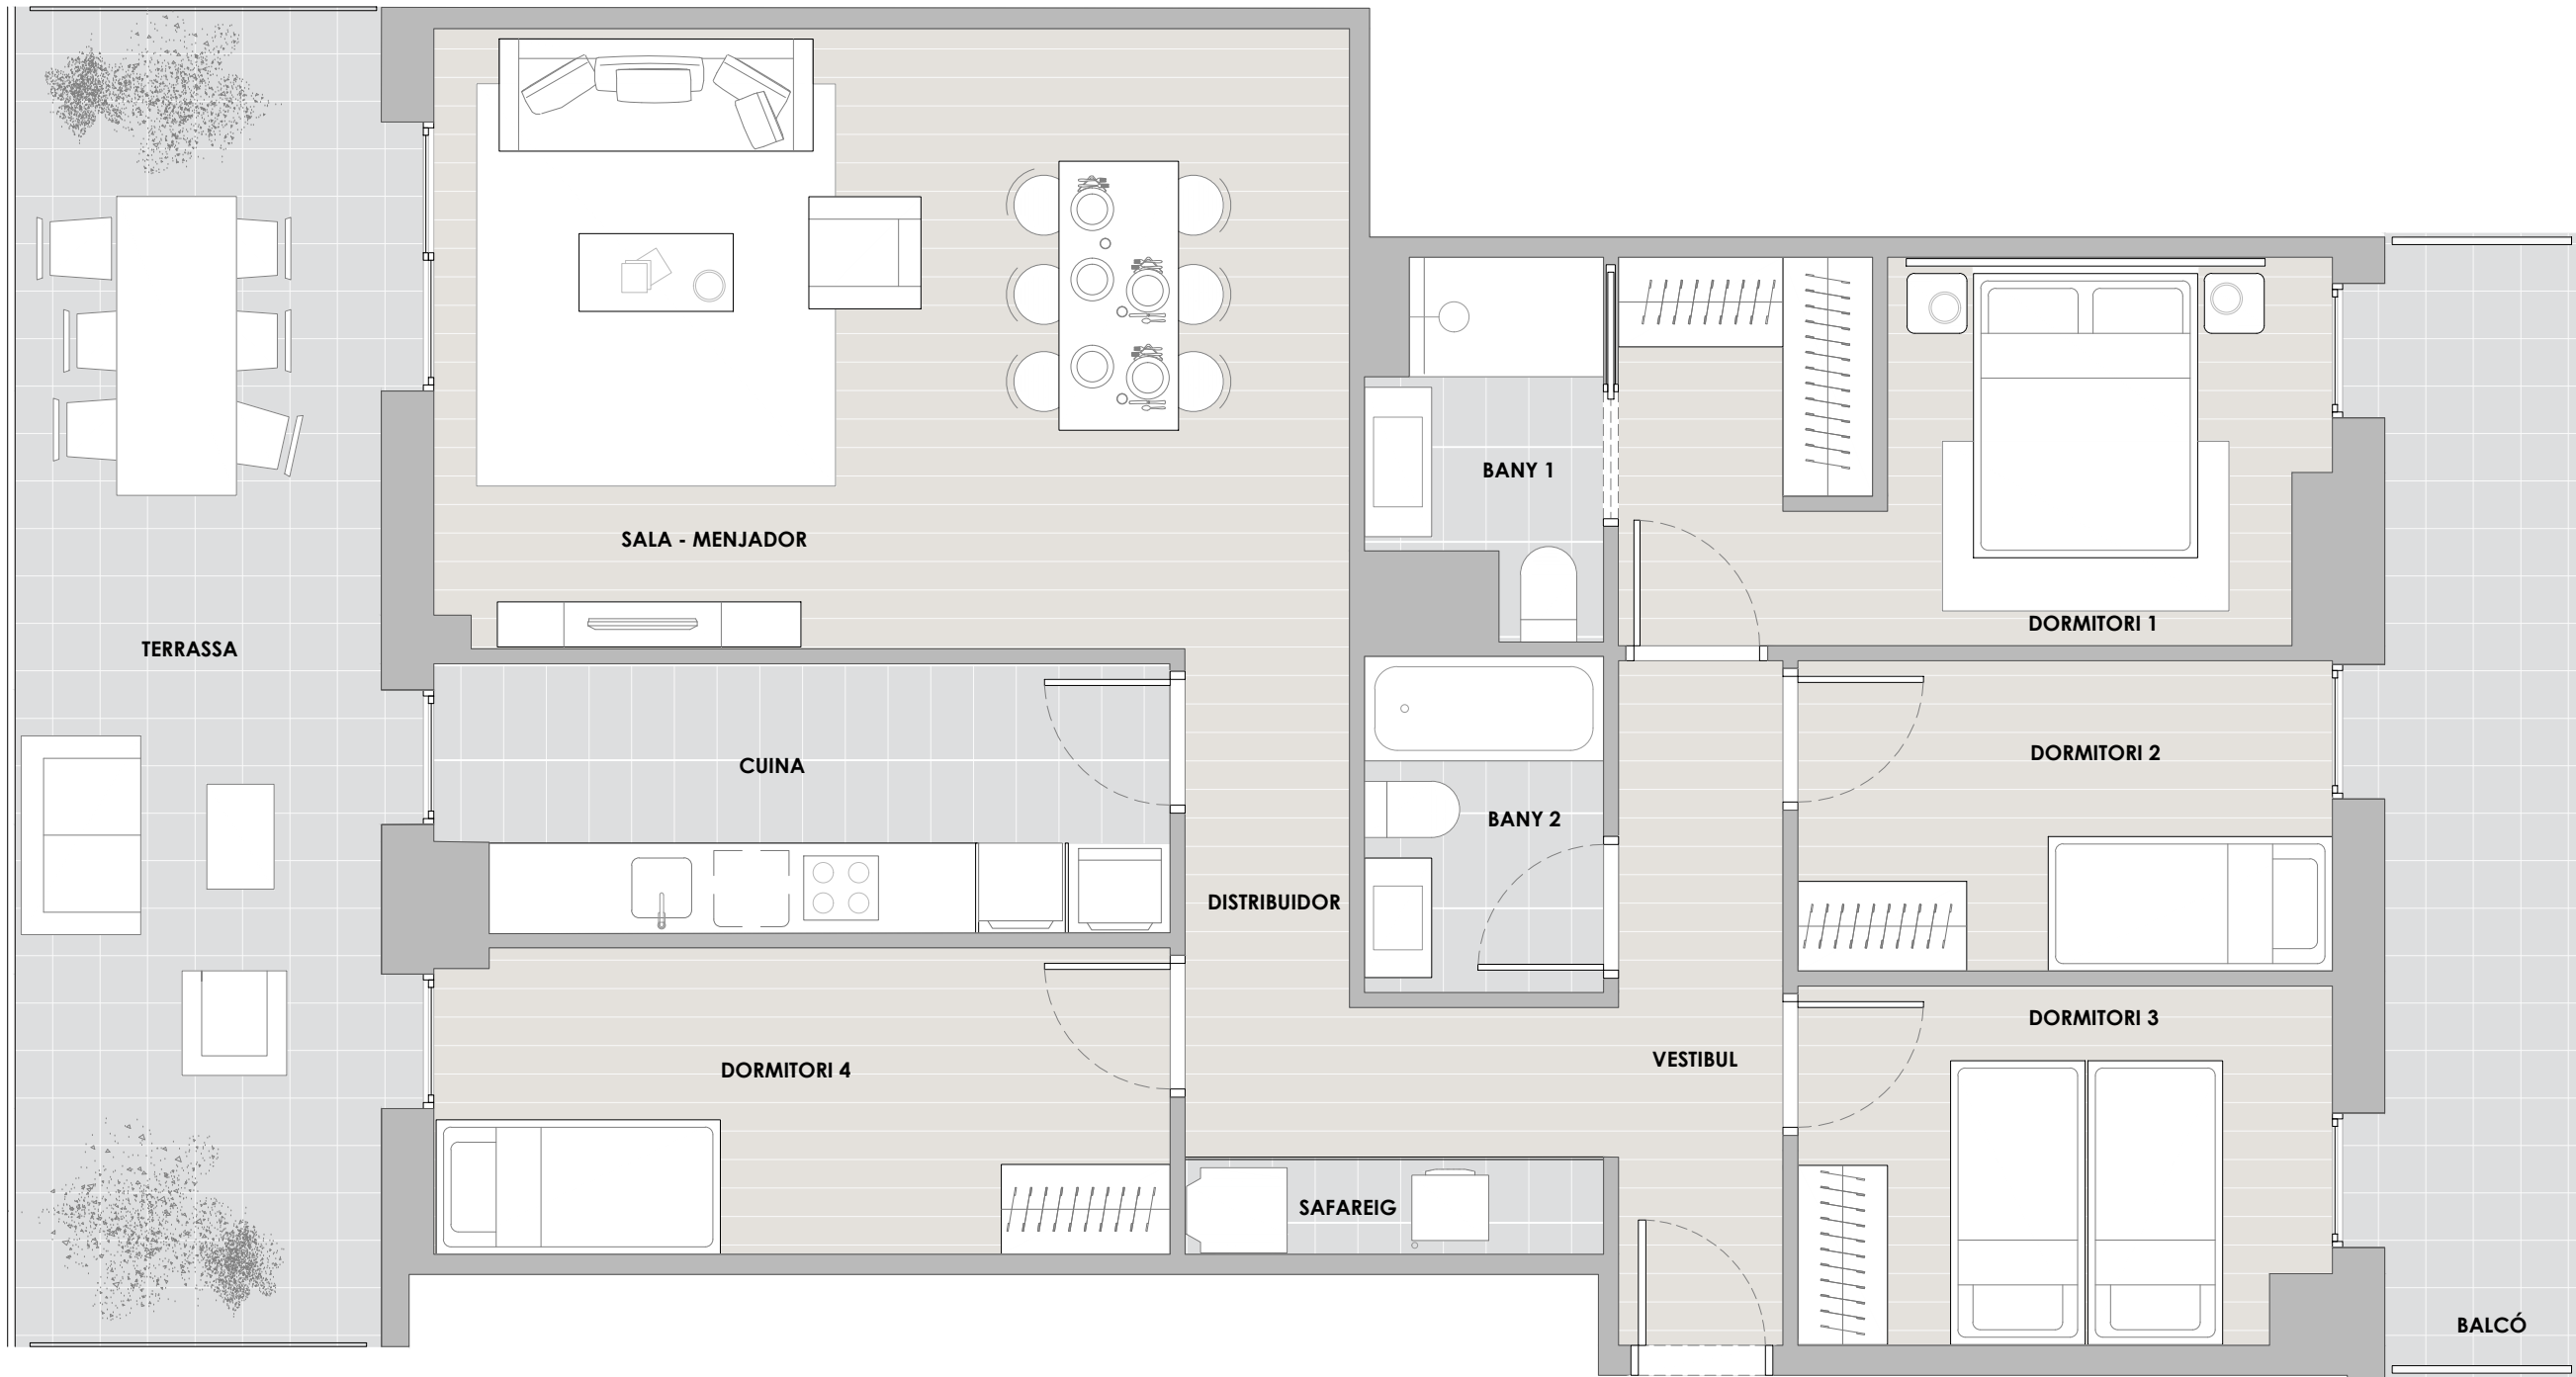 BANY 1
SALA - MENJADOR
DORMITORI 1
TERRASSA
DORMITORI 2
CUINA
BANY 2
DISTRIBUIDOR
DORMITORI 3
VESTIBUL
DORMITORI 4
SAFAREIG
BALCÓ